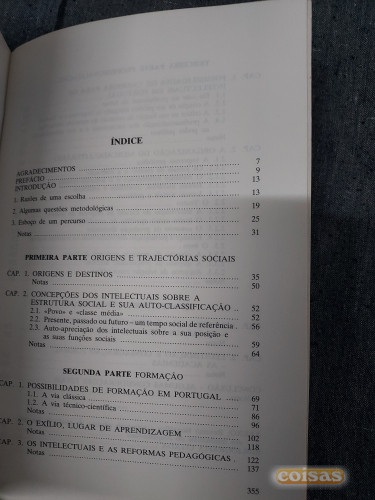 ÍNDICE
AGRADECIMENTOS 7
PREFÁCIO 9
INTRODUÇÃO 13
1. Razões de uma escolha 13
2. Algumas questões metodológicas 19
3. Esboço de um percurso 25
Notas 31
PRIMEIRA PARTE ORIGENS E TRAJECTÓRIAS SOCIAIS
CAP. 1. ORIGENS E DESTINOS 35
Notas 50
CAP. 2. CONCEPÇÕES DOS INTELECTUAIS SOBRE A
ESTRUTURA SOCIAL E SUA AUTO-CLASSIFICAÇÃO 52
2.1. «Povo» e «classe média» 52
2.2. Presente, passado ou futuro - um tempo social de referência 56
2.3. Auto-apreciação dos intelectuais sobre a sua posição e
as suas funções sociais 59
Notas 64
SEGUNDA PARTE FORMAÇÃO
CAP. 1. POSSIBILIDADES DE FORMAÇÃO EM PORTUGAL 69
1.1. A via clássica 71
1.2. A via técnico-científica 86
Notas 96
CAP. 2. O EXÍLIO, LUGAR DE APRENDIZAGEM 102
Notas 118
CAP. 3. OS INTELECTUAIS E AS REFORMAS PEDAGÓGICAS 122
Notas 137
355
coisas